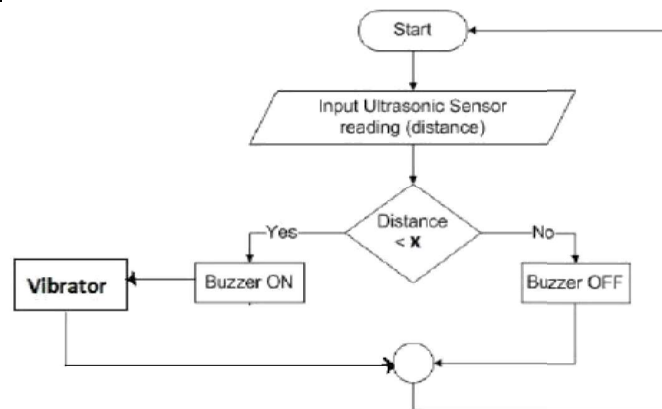 Start
Input Ultrasonic Sensor
reading (distance)
Distance
< X
Yes
No
Vibrator
Buzzer ON
Buzzer OFF